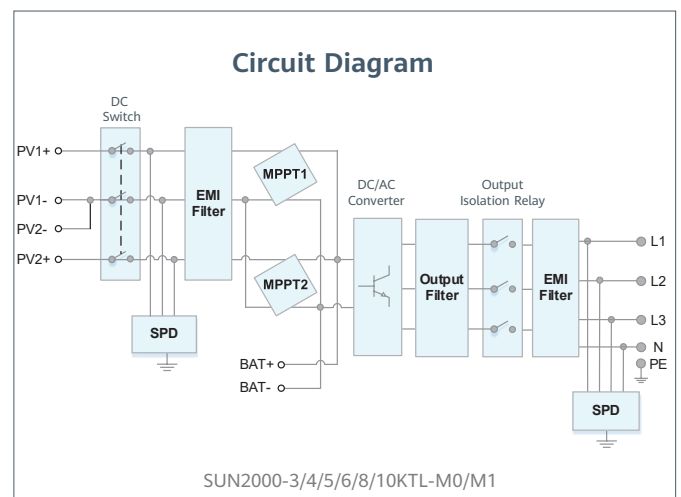 Circuit Diagram
DC
Switch
PV1+
PV1-
PV2-
PV2+
EMI
Filter
SPD
MPPT1
MPPT2
BAT+
BAT-
DC/AC
Converter
Output
Filter
Output
Isolation Relay
EMI
Filter
L1
L2
L3
N
PE
SPD
SUN2000-3/4/5/6/8/10KTL-M0/M1